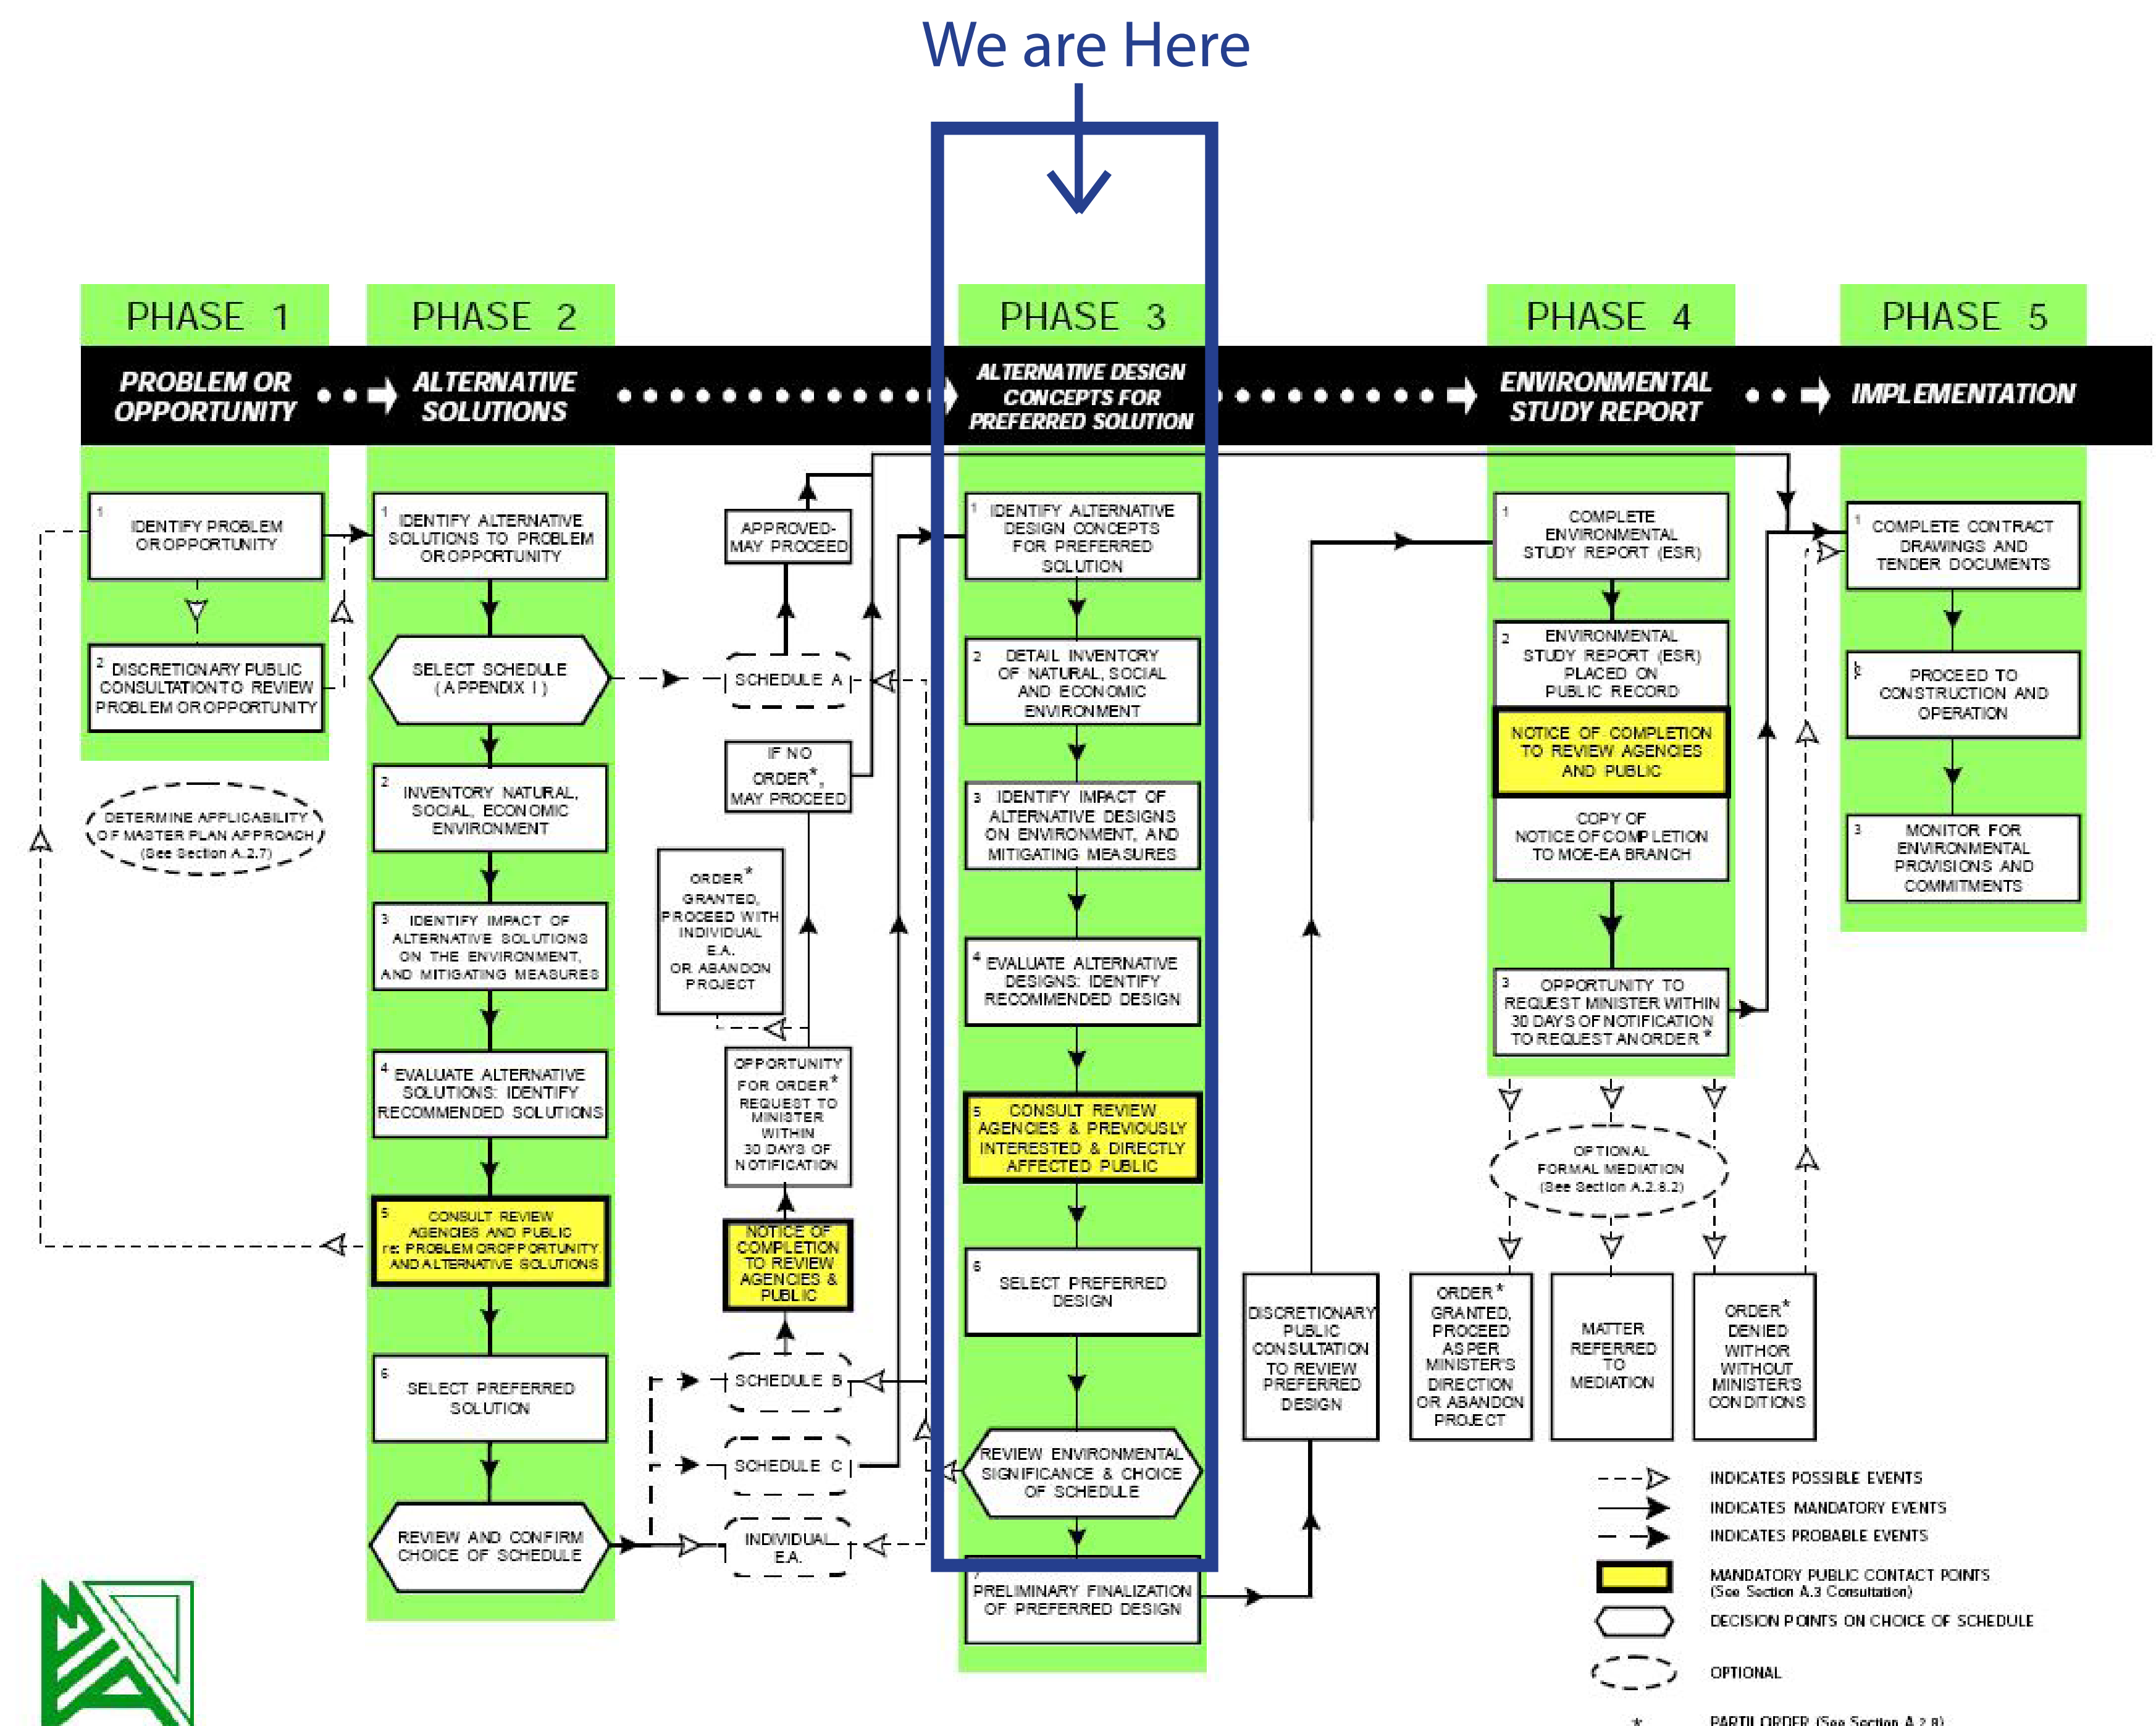 We are Here
PHASE 1
PHASE 2
PHASE 3
PHASE 4
PHASE 5
PROBLEM OR
OPPORTUNITY
ALTERNATIVE
SOLUTIONS
ALTERNATIVE DESIGN
CONCEPTS FOR
PREFERRED SOLUTION
ENVIRONMENTAL
STUDY REPORT
IMPLEMENTATION
1
IDENTIFY PROBLEM
OR OPPORTUNITY
2 DISCRETIONARY PUBLIC
CONSULTATION TO REVIEW
PROBLEM OR OPPORTUNITY
DETERMINE APPLICABILITY
OF MASTER PLAN APPROACH
(See Section A.2.7)
1
IDENTIFY ALTERNATIVE
SOLUTIONS TO PROBLEM
OR OPPORTUNITY
SELECT SCHEDULE
(APPENDIX I)
2
INVENTORY NATURAL,
SOCIAL, ECONOMIC
ENVIRONMENT
3 IDENTIFY IMPACT OF
ALTERNATIVE SOLUTIONS
ON THE ENVIRONMENT,
AND MITIGATING MEASURES
4 EVALUATE ALTERNATIVE
SOLUTIONS: IDENTIFY
RECOMMENDED SOLUTIONS
5
CONSULT REVIEW
AGENCIES AND PUBLIC
re: PROBLEM OR OPPORTUNITY
AND ALTERNATIVE SOLUTIONS
6
SELECT PREFERRED
SOLUTION
REVIEW AND CONFIRM
CHOICE OF SCHEDULE
APPROVED-
MAY PROCEED
SCHEDULE A
IF NO
ORDER*,
MAY PROCEED
ORDER*
GRANTED,
PROCEED WITH
INDIVIDUAL
E.A.
OR ABANDON
PROJECT
OPPORTUNITY
FOR ORDER*
REQUEST TO
MINISTER
WITHIN
30 DAYS OF
NOTIFICATION
NOTICE OF
COMPLETION
TO REVIEW
AGENCIES &
PUBLIC
SCHEDULE B
SCHEDULE C
INDIVIDUAL
E.A.
1 IDENTIFY ALTERNATIVE
DESIGN CONCEPTS
FOR PREFERRED
SOLUTION
2 DETAIL INVENTORY
OF NATURAL, SOCIAL
AND ECONOMIC
ENVIRONMENT
3 IDENTIFY IMPACT OF
ALTERNATIVE DESIGNS
ON ENVIRONMENT, AND
MITIGATING MEASURES
4 EVALUATE ALTERNATIVE
DESIGNS: IDENTIFY
RECOMMENDED DESIGN
5 CONSULT REVIEW
AGENCIES & PREVIOUSLY
INTERESTED & DIRECTLY
AFFECTED PUBLIC
6
SELECT PREFERRED
DESIGN
REVIEW ENVIRONMENTAL
SIGNIFICANCE & CHOICE
OF SCHEDULE
PRELIMINARY FINALIZATION
OF PREFERRED DESIGN
DISCRETIONARY
PUBLIC
CONSULTATION
TO REVIEW
PREFERRED
DESIGN
1
COMPLETE
ENVIRONMENTAL
STUDY REPORT (ESR)
2 ENVIRONMENTAL
STUDY REPORT (ESR)
PLACED ON
PUBLIC RECORD
NOTICE OF COMPLETION
TO REVIEW AGENCIES
AND PUBLIC
COPY OF
NOTICE OF COMPLETION
TO MOE-EA BRANCH
3 OPPORTUNITY TO
REQUEST MINISTER WITHIN
30 DAYS OF NOTIFICATION
TO REQUEST AN ORDER*
OPTIONAL
FORMAL MEDIATION
(See Section A.2.8.2)
ORDER*
GRANTED,
PROCEED
AS PER
MINISTER'S
DIRECTION
OR ABANDON
PROJECT
MATTER
REFERRED
TO
MEDIATION
ORDER*
DENIED
WITH OR
WITHOUT
MINISTER'S
CONDITIONS
1
COMPLETE CONTRACT
DRAWINGS AND
TENDER DOCUMENTS
PROCEED TO
CONSTRUCTION AND
OPERATION
3
MONITOR FOR
ENVIRONMENTAL
PROVISIONS AND
COMMITMENTS
INDICATES POSSIBLE EVENTS
INDICATES MANDATORY EVENTS
INDICATES PROBABLE EVENTS
MANDATORY PUBLIC CONTACT POINTS
(See Section A.3 Consultation)
DECISION POINTS ON CHOICE OF SCHEDULE
OPTIONAL
* PART II ORDER (See Section A.2.8)